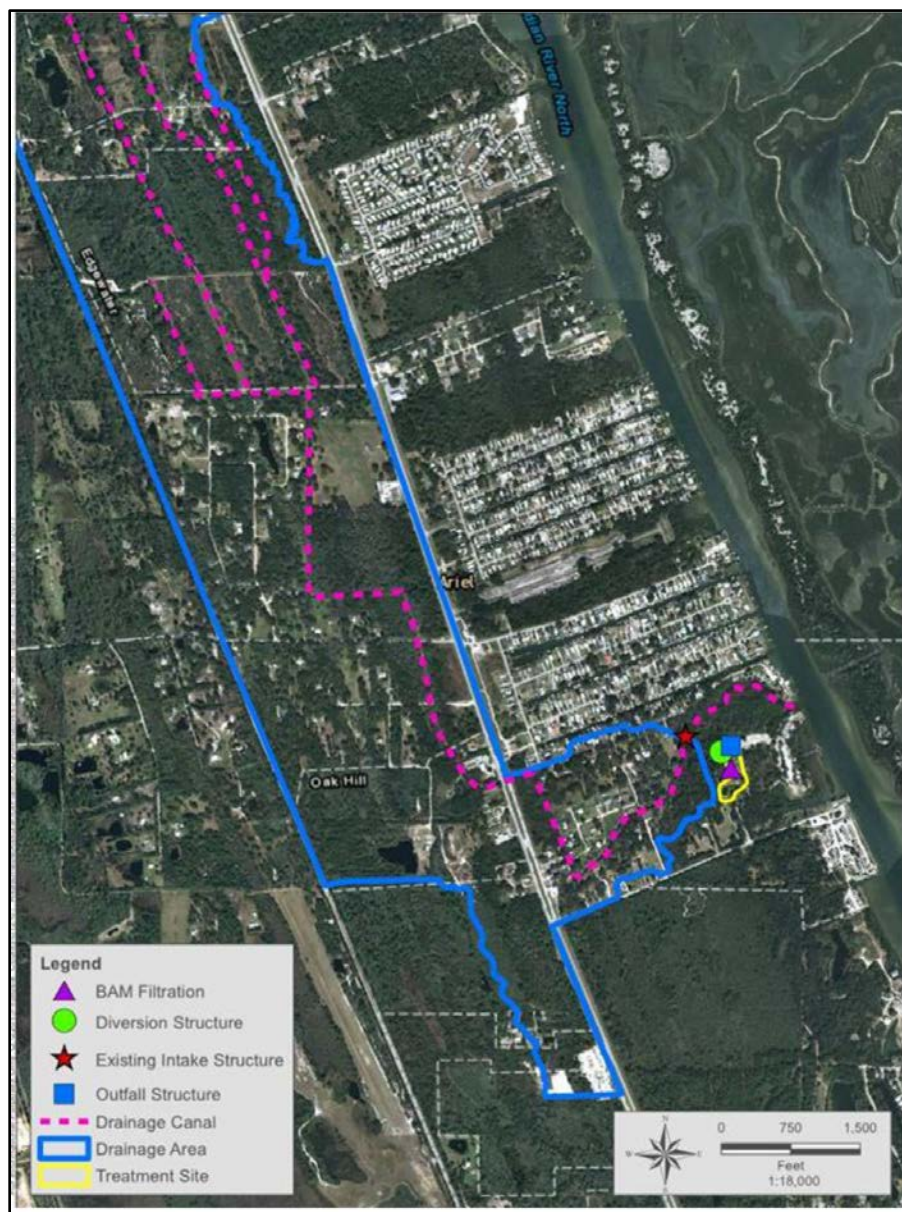 dian River North
Edgewater
Ariel
Oak Hill
Legend
BAM Filtration
Diversion Structure
Existing Intake Structure
Outfall Structure
Drainage Canal
Drainage Area
Treatment Site
N
W E
S
0 750 1,500
Feet
1:18,000